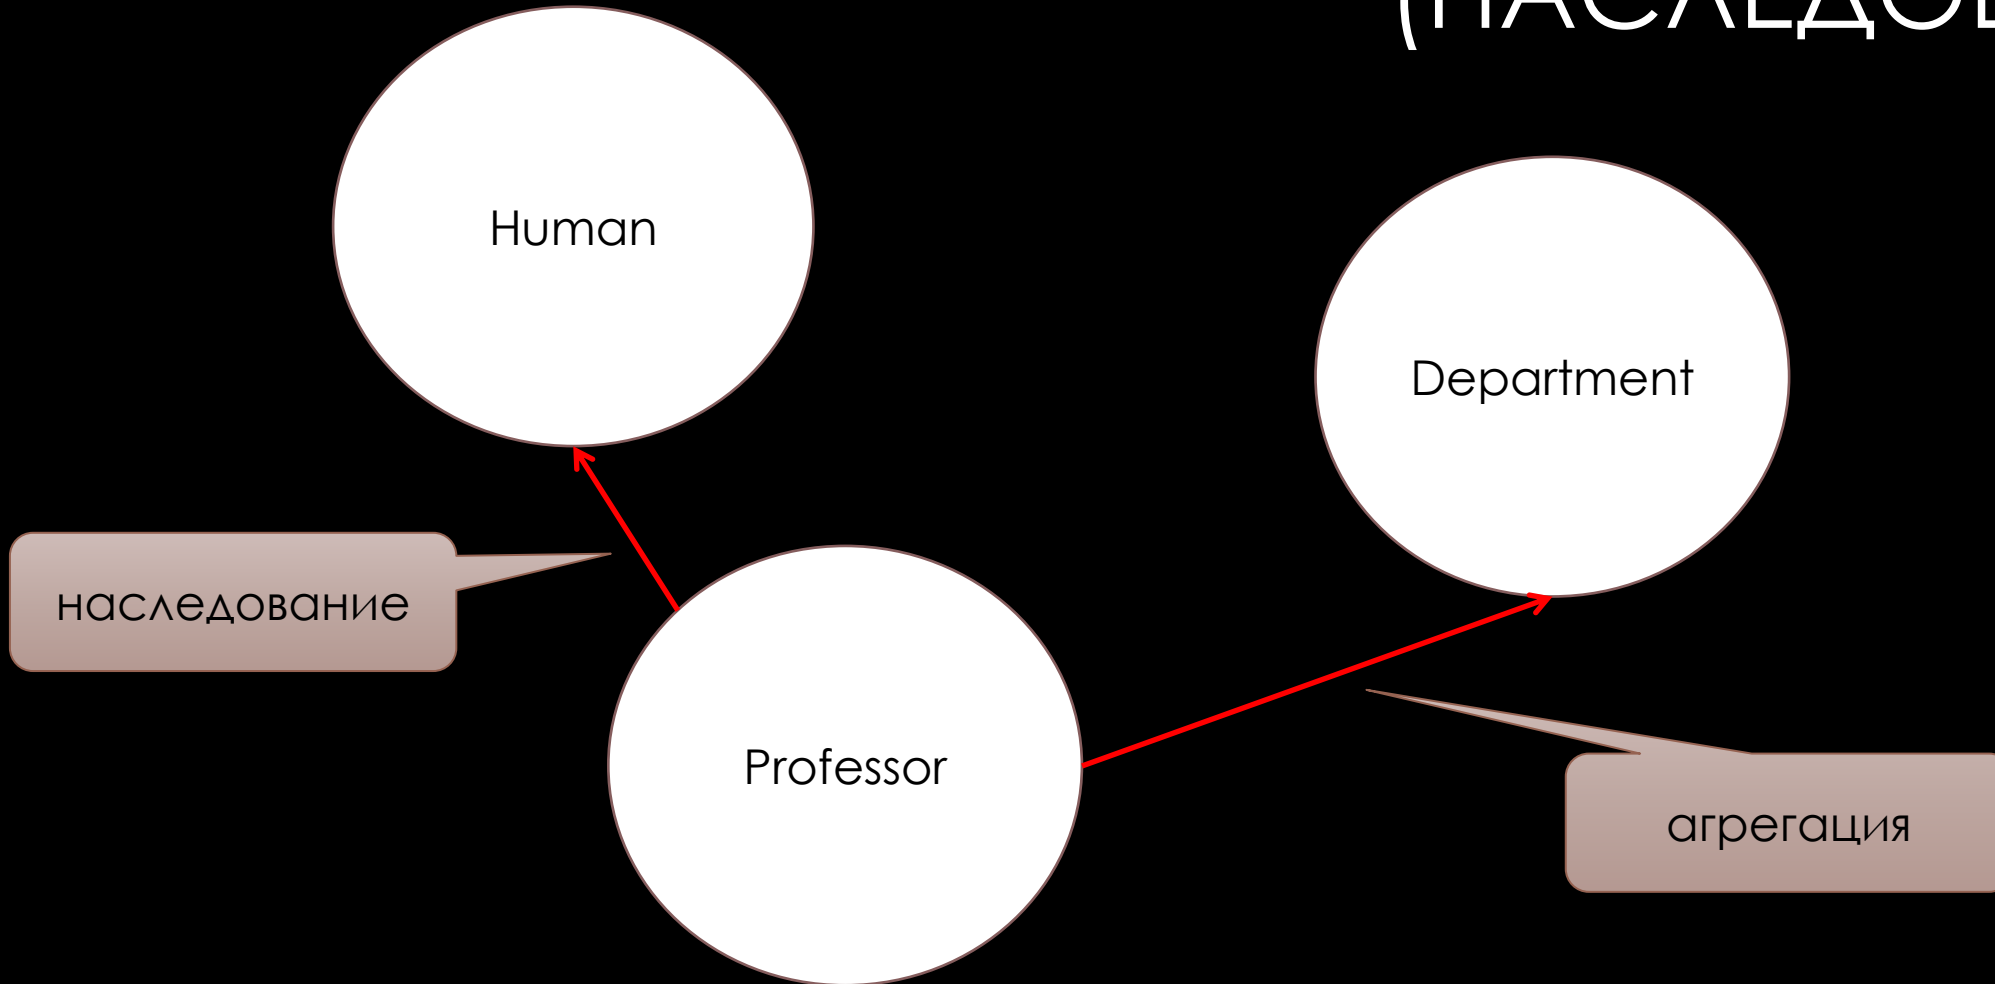 Human
Department
наследование
Professor
агрегация